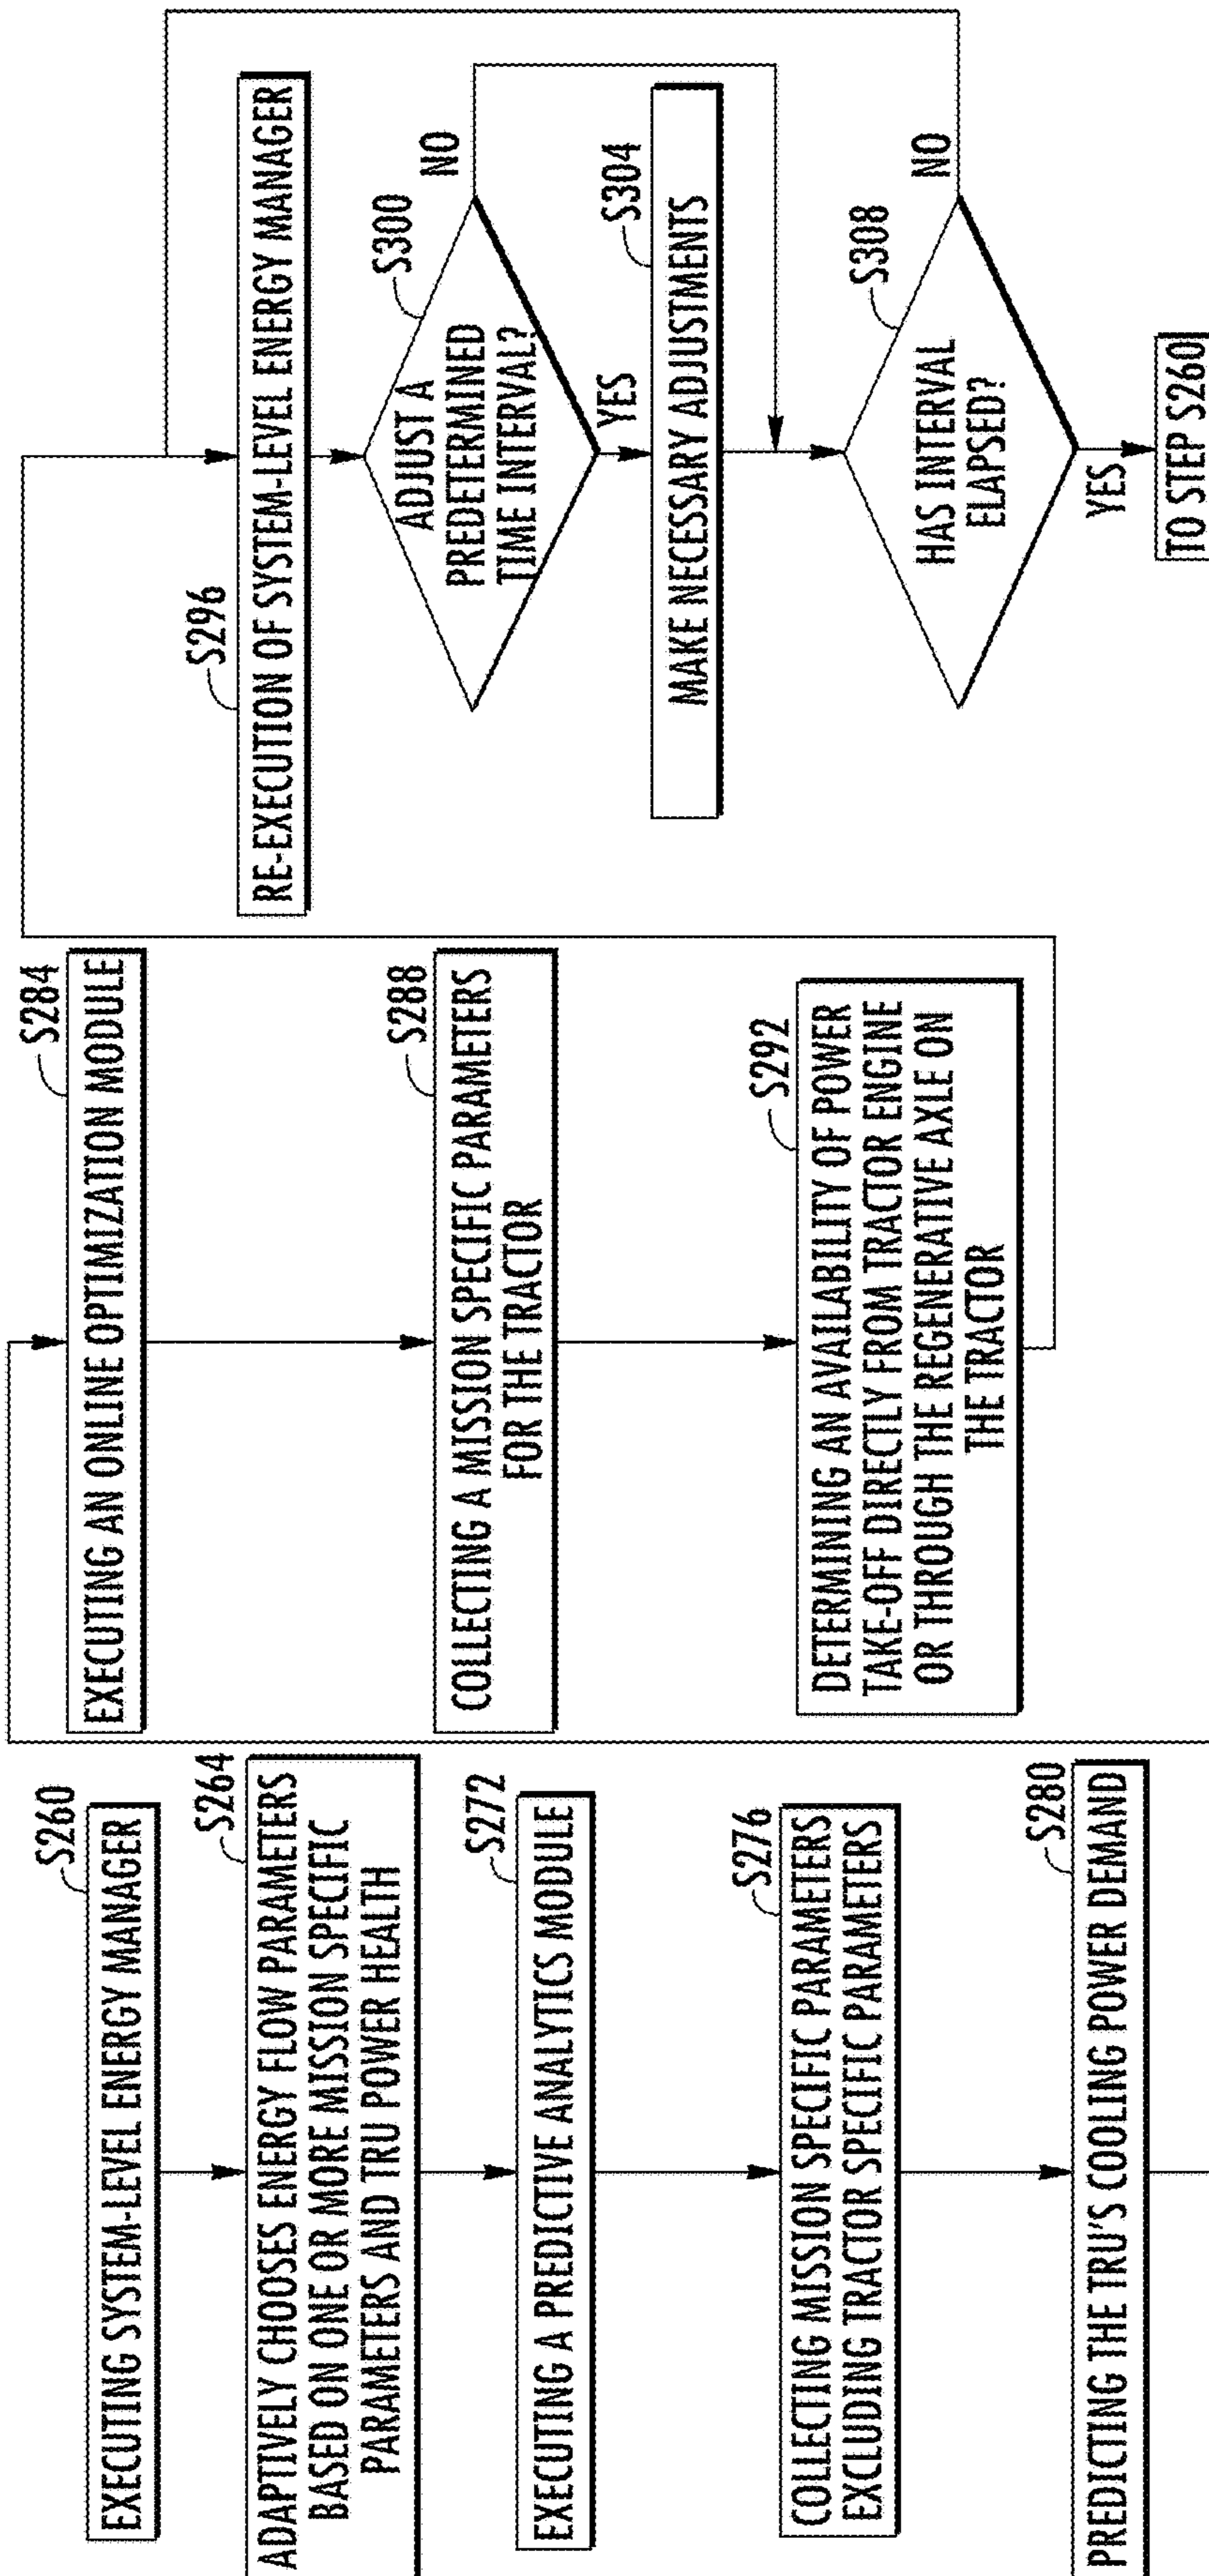 S260
EXECUTING SYSTEM-LEVEL ENERGY MANAGER
S264
ADAPTIVELY CHOOSES ENERGY FLOW PARAMETERS
BASED ON ONE OR MORE MISSION SPECIFIC
PARAMETERS AND TRU POWER HEALTH
S272
EXECUTING A PREDICTIVE ANALYTICS MODULE
S276
COLLECTING MISSION SPECIFIC PARAMETERS
EXCLUDING TRACTOR SPECIFIC PARAMETERS
S280
PREDICTING THE TRU'S COOLING POWER DEMAND
S284
EXECUTING AN ONLINE OPTIMIZATION MODULE
S288
COLLECTING A MISSION SPECIFIC PARAMETERS
FOR THE TRACTOR
S292
DETERMINING AN AVAILABILITY OF POWER
TAKE-OFF DIRECTLY FROM TRACTOR ENGINE
OR THROUGH THE REGENERATIVE AXLE ON
THE TRACTOR
S296
RE-EXECUTION OF SYSTEM-LEVEL ENERGY MANAGER
S300
ADJUST A
PREDETERMINED
TIME INTERVAL?
NO
YES
S304
MAKE NECESSARY ADJUSTMENTS
S308
HAS INTERVAL
ELAPSED?
NO
YES
TO STEP S260